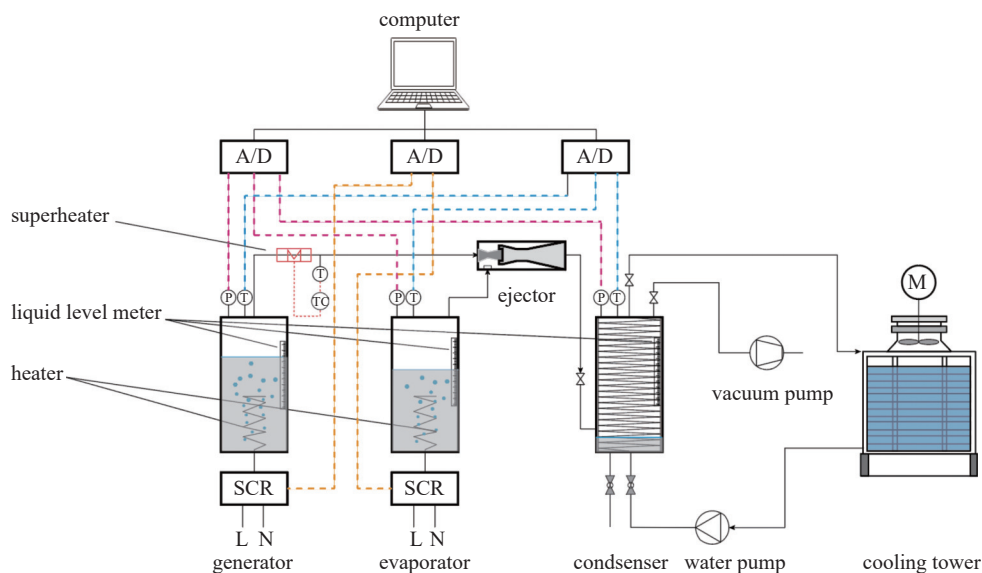 computer
A/D
A/D
A/D
superheater
T
TC
ejector
M
P
T
P
T
P
T
liquid level meter
heater
vacuum pump
SCR
SCR
L N
L N
generator
evaporator
condsenser
water pump
cooling tower